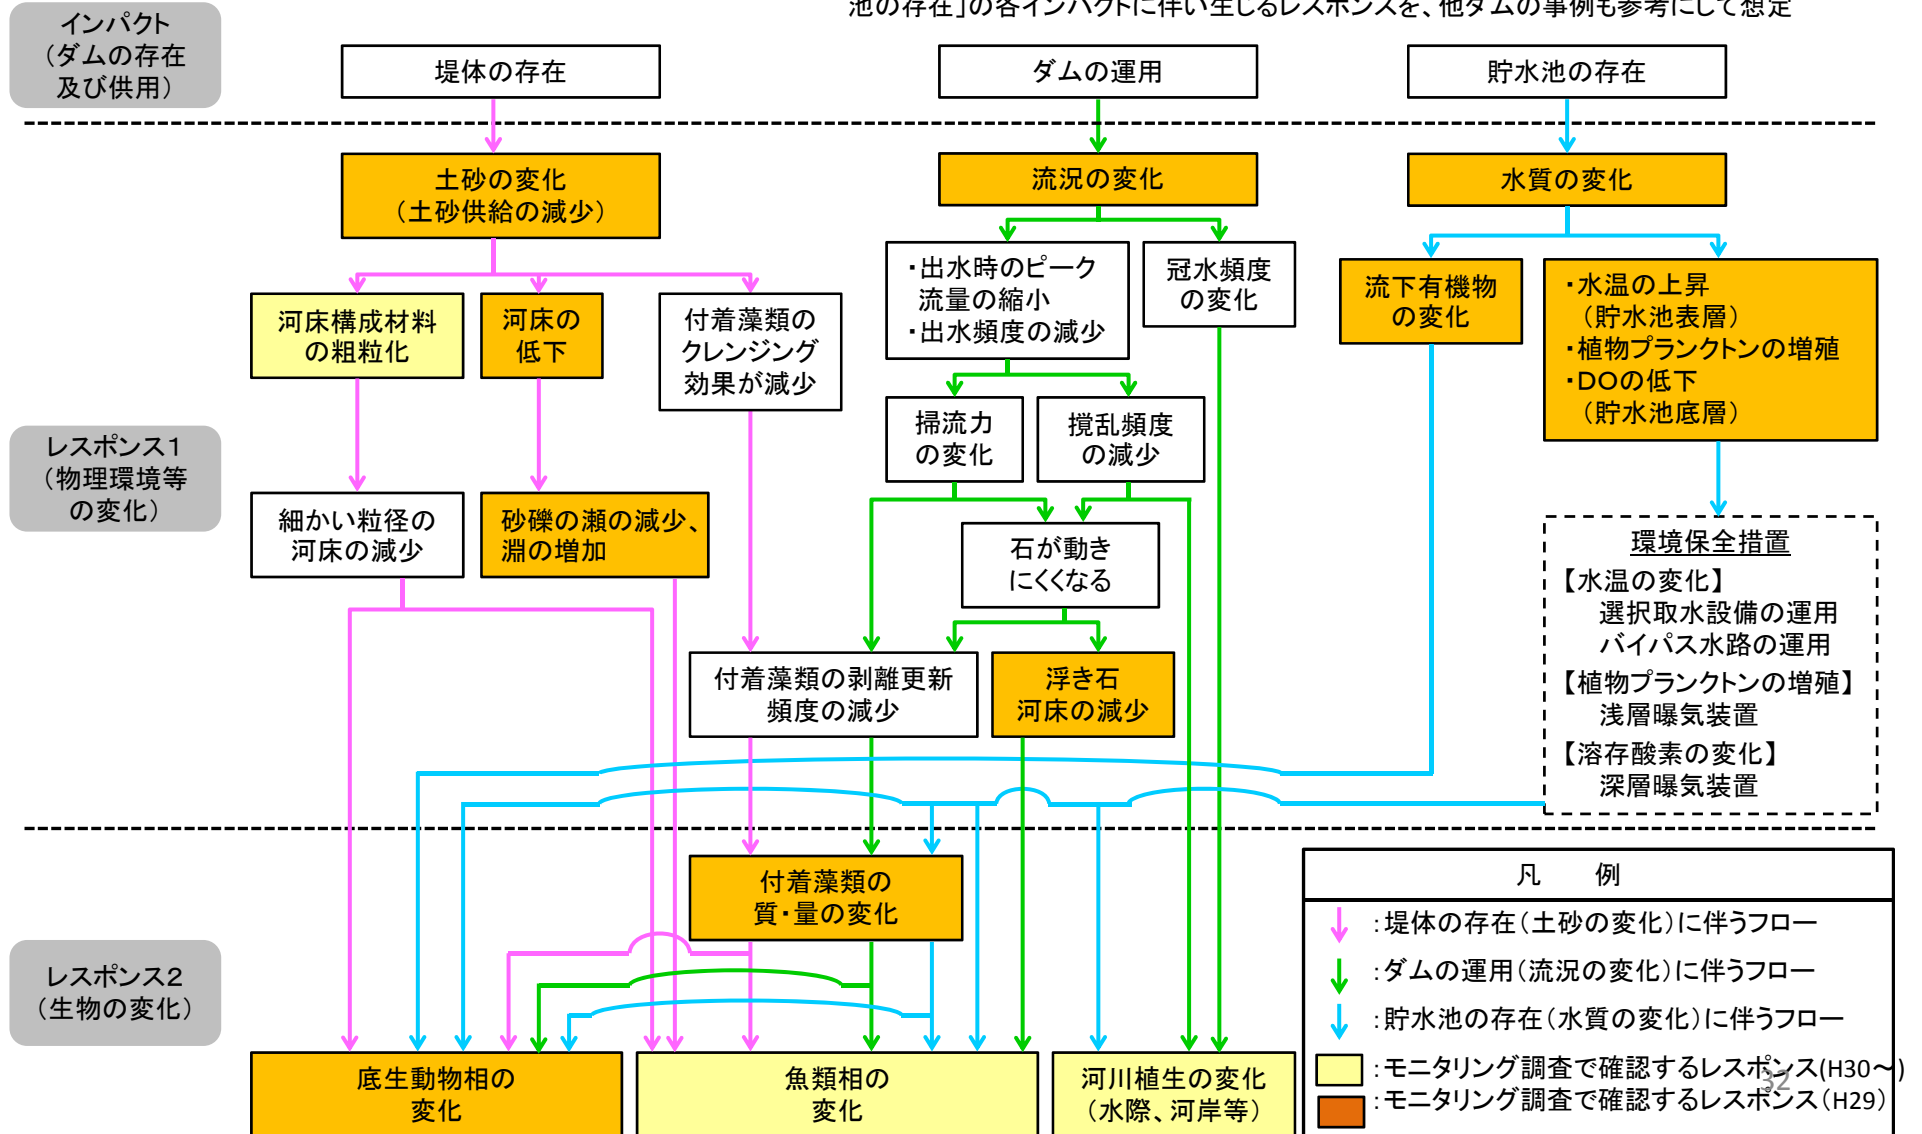 池の存在」の各インパクトに伴い生じるレスポンスを、他ダムの事例も参考にして想定
インパクト
（ダムの存在
及び供用）
堤体の存在
ダムの運用
貯水池の存在
土砂の変化
（土砂供給の減少）
流況の変化
水質の変化
河床構成材料
の粗粒化
河床の
低下
付着藻類の
クレンジング
効果が減少
・出水時のピーク
流量の縮小
・出水頻度の減少
冠水頻度
の変化
流下有機物
の変化
・水温の上昇
（貯水池表層）
・植物プランクトンの増殖
・DOの低下
（貯水池底層）
掃流力
の変化
撹乱頻度
の減少
レスポンス１
（物理環境等
の変化）
細かい粒径の
河床の減少
砂礫の瀬の減少、
淵の増加
石が動き
にくくなる
環境保全措置
【水温の変化】
選択取水設備の運用
バイパス水路の運用
【植物プランクトンの増殖】
浅層曝気装置
【溶存酸素の変化】
深層曝気装置
付着藻類の剥離更新
頻度の減少
浮き石
河床の減少
付着藻類の
質・量の変化
レスポンス２
（生物の変化）
底生動物相の
変化
魚類相の
変化
河川植生の変化
（水際、河岸等）
凡　例
：堤体の存在（土砂の変化）に伴うフロー
：ダムの運用（流況の変化）に伴うフロー
：貯水池の存在（水質の変化）に伴うフロー
：モニタリング調査で確認するレスポンス(H30～)
：モニタリング調査で確認するレスポンス（H29）
32